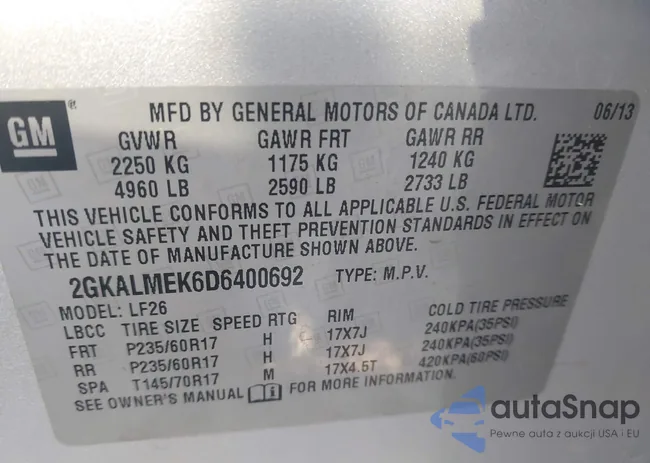 GM
®
MFD BY GENERAL MOTORS OF CANADA LTD. 06/13
GVWR GAWR FRT GAWR RR
2250 KG 1175 KG 1240 KG
4960 LB 2590 LB 2733 LB
THIS VEHICLE CONFORMS TO ALL APPLICABLE U.S. FEDERAL MOTOR
VEHICLE SAFETY AND THEFT PREVENTION STANDARDS IN EFFECT ON
THE DATE OF MANUFACTURE SHOWN ABOVE.
2GKALMEK6D6400692 TYPE: M.P.V.
MODEL: LF26
LBCC TIRE SIZE SPEED RTG RIM COLD TIRE PRESSURE
FRT P235/60R17 H 17X7J 240KPA(35PSI)
RR P235/60R17 H 17X7J 240KPA(35PSI)
SPA T145/70R17 M 17X4.5T 420KPA(60PSI)
SEE OWNER'S MANUAL i FOR MORE INFORMATION.
autaSnap
Pewne auta z aukcji USA i EU